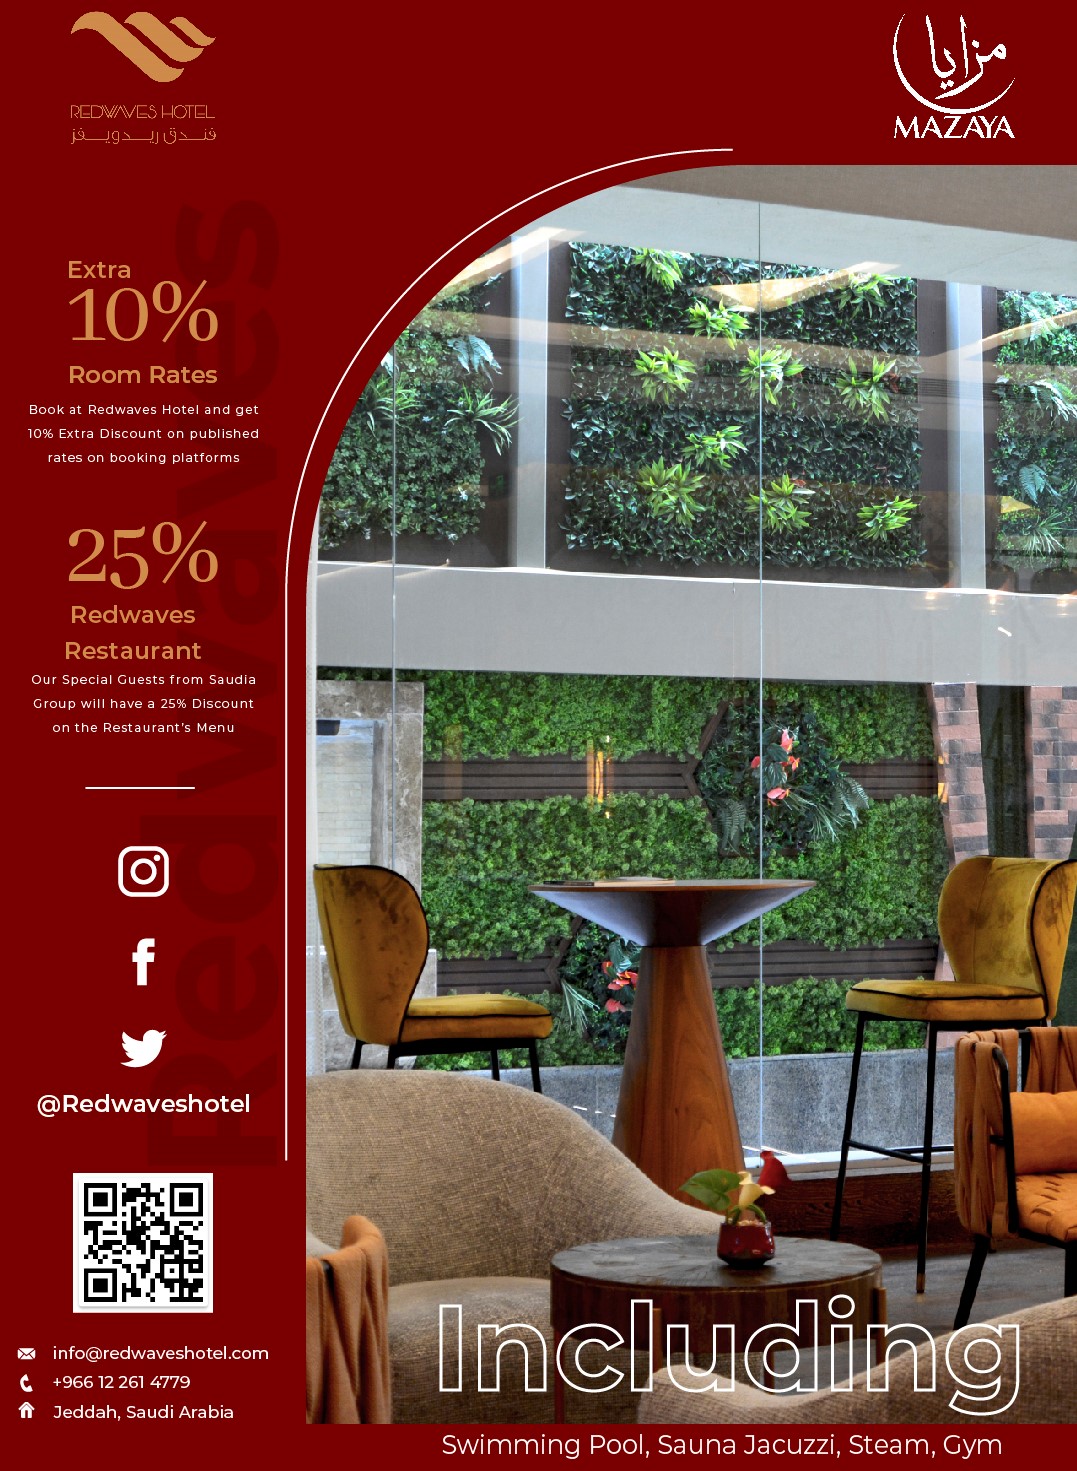 REDWAVES HOTEL
فندق ريدويفز
مزايا
MAZAYA
Redwaves
Extra
10%
Room Rates
Book at Redwaves Hotel and get
10% Extra Discount on published
rates on booking platforms
25%
Redwaves
Restaurant
Our Special Guests from Saudia
Group will have a 25% Discount
on the Restaurant’s Menu
@Redwaveshotel
info@redwaveshotel.com
+966 12 261 4779
Jeddah, Saudi Arabia
Including
Swimming Pool, Sauna Jacuzzi, Steam, Gym